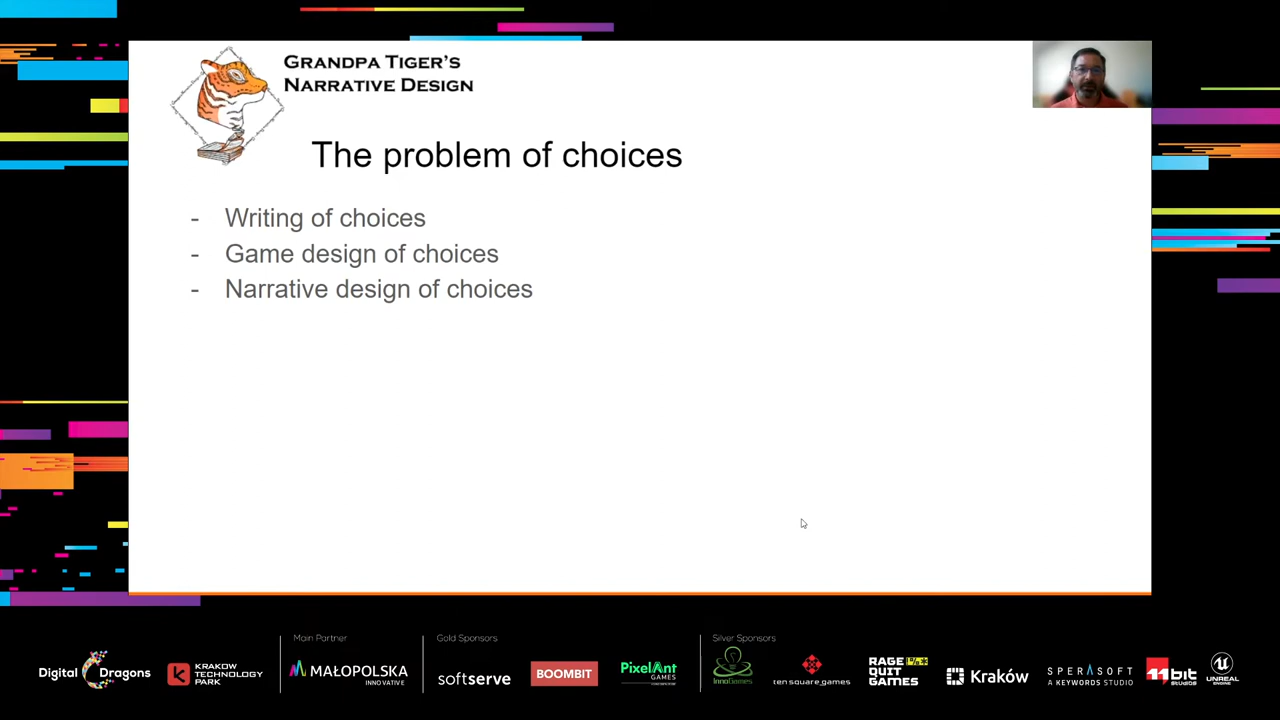 GRANDPA TIGER'S
NARRATIVE DESIGN
The problem of choices
- Writing of choices
- Game design of choices
- Narrative design of choices
Main Partner
Gold Sponsors
Silver Sponsors
Digital Dragons
KRAKOW
TECHNOLOGY
PARK
MAŁOPOLSKA
INNOVATIVE
softserve
BOOMBIT
PixelAnt
GAMES
InnoGames
ten square games
RAGE
QUIT
GAMES
Kraków
SPERASOFT
A KEYWORDS STUDIO
11bit
STUDIOS
UNREAL
ENGINE